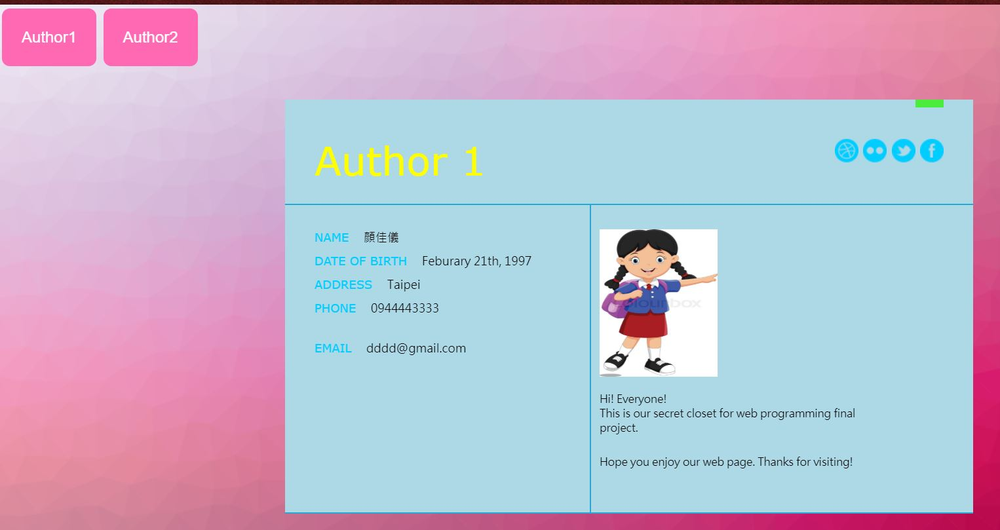 Author1
Author2
Author 1
NAME 顏佳儀
DATE OF BIRTH Feburary 21th, 1997
ADDRESS Taipei
PHONE 0944443333
EMAIL dddd@gmail.com
colourbox
Hi! Everyone!
This is our secret closet for web programming final
project.
Hope you enjoy our web page. Thanks for visiting!